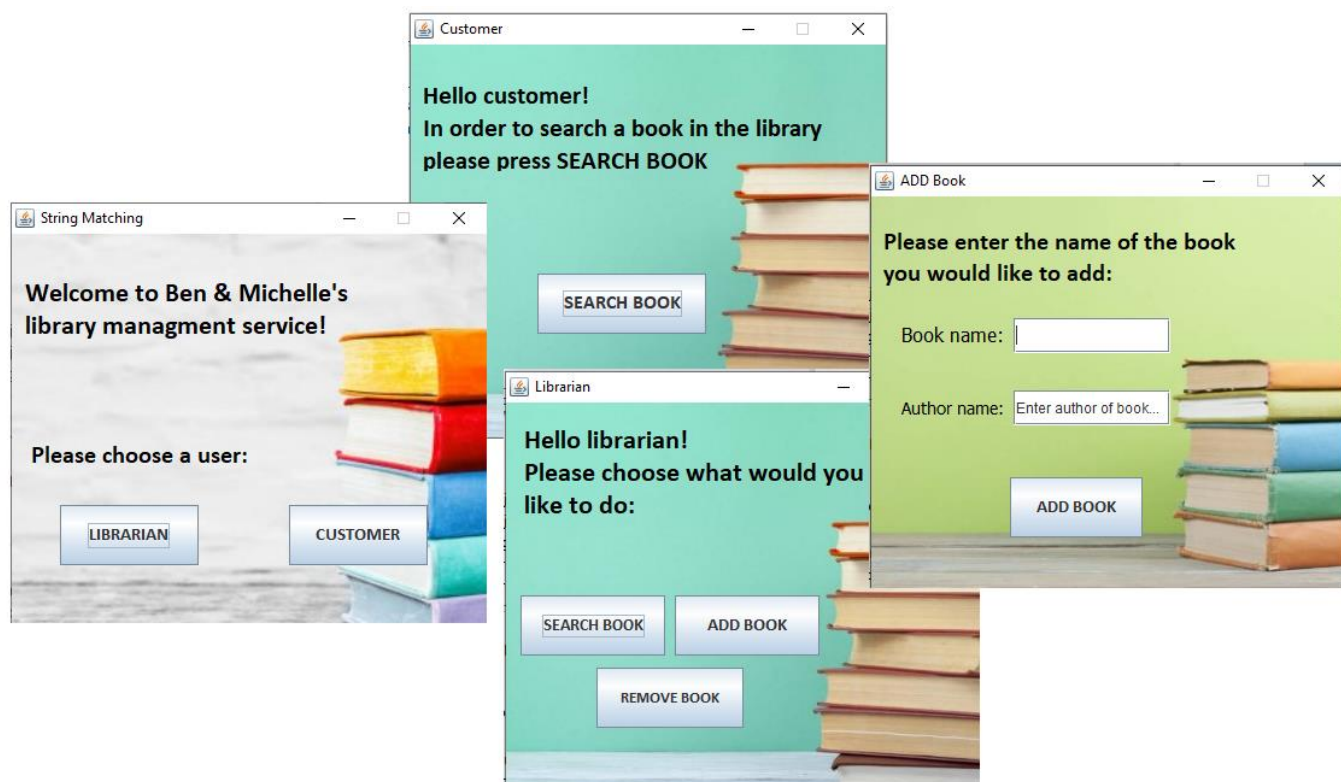 Customer
Hello customer!
In order to search a book in the library
please press SEARCH BOOK
SEARCH BOOK
String Matching
Welcome to Ben & Michelle's
library managment service!
Please choose a user:
LIBRARIAN
CUSTOMER
Librarian
Hello librarian!
Please choose what would you
like to do:
SEARCH BOOK
ADD BOOK
REMOVE BOOK
ADD Book
Please enter the name of the book
you would like to add:
Book name:
Author name:
Enter author of book...
ADD BOOK